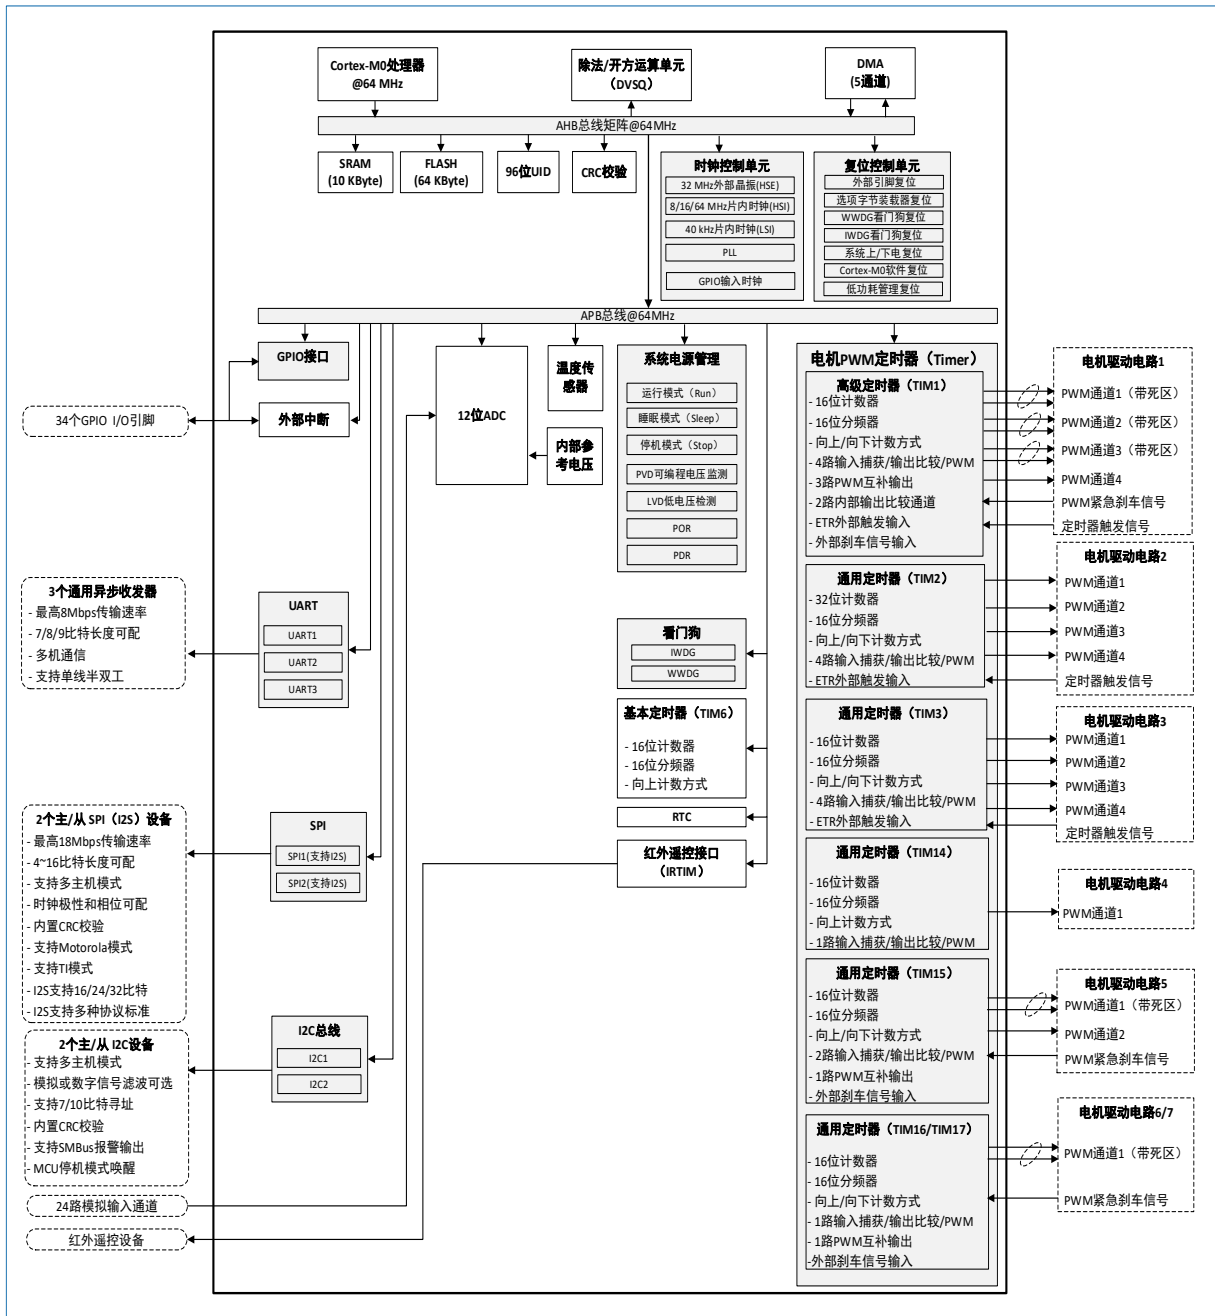 Cortex-M0处理器
@64 MHz
除法/开方运算单元
（DVSQ）
DMA
(5通道)
AHB总线矩阵@64MHz
SRAM
(10 KByte)
FLASH
(64 KByte)
96位UID
CRC校验
时钟控制单元
32 MHz外部晶振(HSE)
8/16/64 MHz片内时钟(HSI)
40 kHz片内时钟(LSI)
PLL
GPIO输入时钟
复位控制单元
外部引脚复位
选项字节装载器复位
WWDG看门狗复位
IWDG看门狗复位
系统上/下电复位
Cortex-M0软件复位
低功耗管理复位
APB总线@64MHz
GPIO接口
外部中断
34个GPIO I/O引脚
12位ADC
温度传
感器
内部参
考电压
系统电源管理
运行模式（Run）
睡眠模式（Sleep）
停机模式（Stop）
PVD可编程电压监测
LVD低电压检测
POR
PDR
电机PWM定时器（Timer）
高级定时器（TIM1）
- 16位计数器
- 16位分频器
- 向上/向下计数方式
- 4路输入捕获/输出比较/PWM
- 3路PWM互补输出
- 2路内部输出比较通道
- ETR外部触发输入
- 外部刹车信号输入
电机驱动电路1
PWM通道1（带死区）
PWM通道2（带死区）
PWM通道3（带死区）
PWM通道4
PWM紧急刹车信号
定时器触发信号
通用定时器（TIM2）
- 32位计数器
- 16位分频器
- 向上/向下计数方式
- 4路输入捕获/输出比较/PWM
- ETR外部触发输入
电机驱动电路2
PWM通道1
PWM通道2
PWM通道3
PWM通道4
定时器触发信号
3个通用异步收发器
- 最高8Mbps传输速率
- 7/8/9比特长度可配
- 多机通信
- 支持单线半双工
UART
UART1
UART2
UART3
看门狗
IWDG
WWDG
基本定时器（TIM6）
- 16位计数器
- 16位分频器
- 向上计数方式
RTC
红外遥控接口
（IRTIM）
通用定时器（TIM3）
- 16位计数器
- 16位分频器
- 向上/向下计数方式
- 4路输入捕获/输出比较/PWM
- ETR外部触发输入
电机驱动电路3
PWM通道1
PWM通道2
PWM通道3
PWM通道4
定时器触发信号
2个主/从 SPI（I2S）设备
- 最高18Mbps传输速率
- 4~16比特长度可配
- 支持多主机模式
- 时钟极性和相位可配
- 内置CRC校验
- 支持Motorola模式
- 支持TI模式
- I2S支持16/24/32比特
- I2S支持多种协议标准
SPI
SPI1(支持I2S)
SPI2(支持I2S)
通用定时器（TIM14）
- 16位计数器
- 16位分频器
- 向上计数方式
- 1路输入捕获/输出比较/PWM
电机驱动电路4
PWM通道1
通用定时器（TIM15）
- 16位计数器
- 16位分频器
- 向上/向下计数方式
- 2路输入捕获/输出比较/PWM
- 1路PWM互补输出
- 外部刹车信号输入
电机驱动电路5
PWM通道1（带死区）
PWM通道2
PWM紧急刹车信号
2个主/从 I2C设备
- 支持多主机模式
- 模拟或数字信号滤波可选
- 支持7/10比特寻址
- 内置CRC校验
- 支持SMBus报警输出
- MCU停机模式唤醒
I2C总线
I2C1
I2C2
通用定时器（TIM16/TIM17）
- 16位计数器
- 16位分频器
- 向上/向下计数方式
- 1路输入捕获/输出比较/PWM
- 1路PWM互补输出
-外部刹车信号输入
电机驱动电路6/7
PWM通道1（带死区）
PWM紧急刹车信号
24路模拟输入通道
红外遥控设备